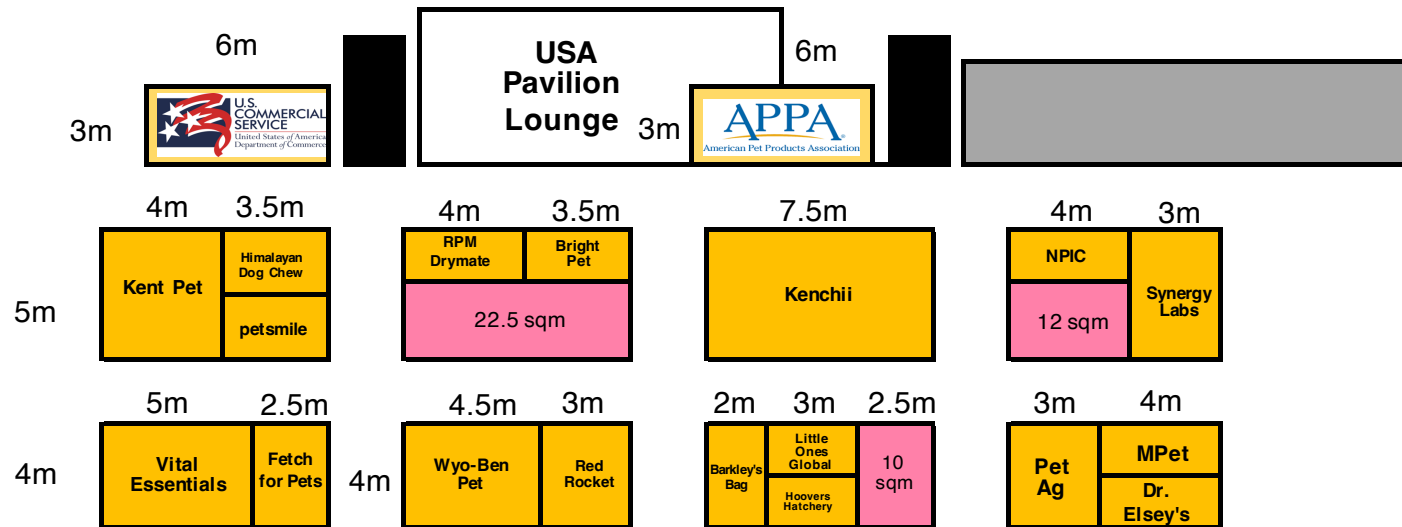 6m
USA
Pavilion
Lounge
6m
3m
U.S.
COMMERCIAL
SERVICE
United States of America
Department of Commerce
3m
APPA
American Pet Products Association
4m 3.5m
4m 3.5m
7.5m
4m 3m
5m
Kent Pet
Himalayan
Dog Chew
petsmile
RPM
Drymate
Bright
Pet
22.5 sqm
Kenchii
NPIC
12 sqm
Synergy
Labs
5m 2.5m
4.5m 3m
2m 3m 2.5m
3m 4m
4m
Vital
Essentials
Fetch
for Pets
4m
Wyo-Ben
Pet
Red
Rocket
Barkley's
Bag
Little
Ones
Global
Hoovers
Hatchery
10
sqm
Pet
Ag
MPet
Dr.
Elsey's